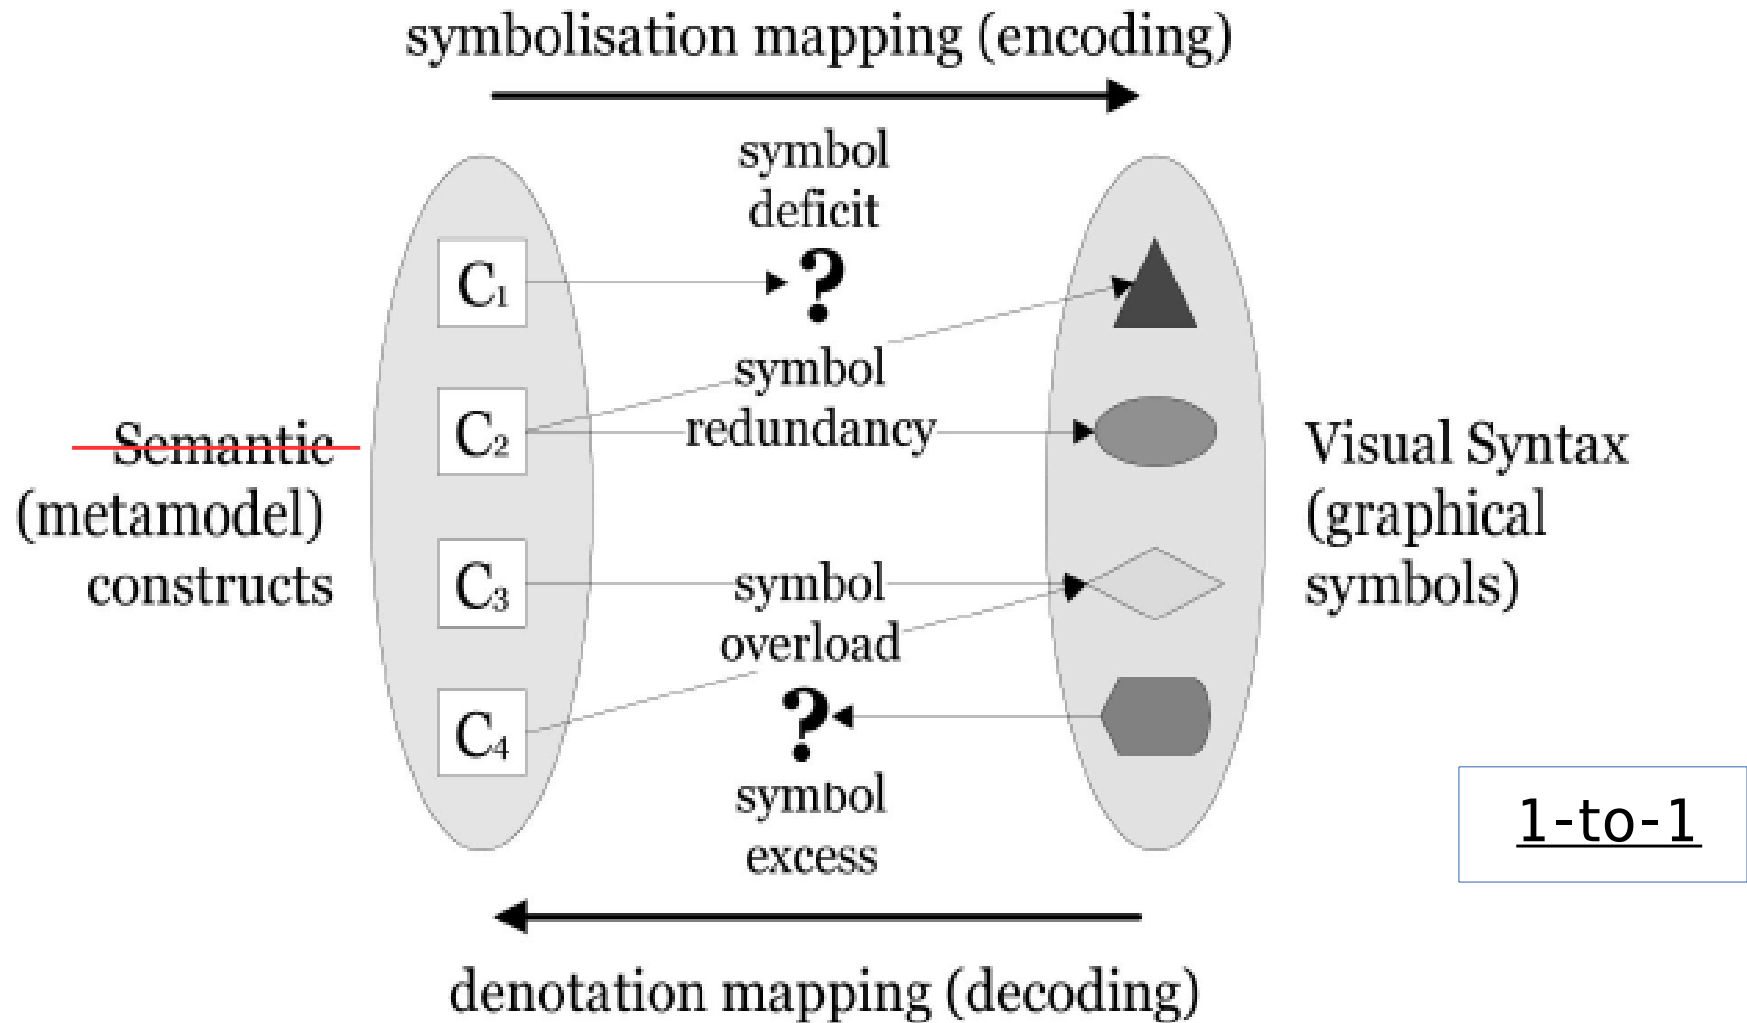 symbolisation mapping (encoding)
symbol
deficit
C1
?
symbol
C2
redundancy
Semantic
(metamodel)
constructs
Visual Syntax
(graphical
symbols)
C3
symbol
overload
C4
?
symbol
excess
1-to-1
denotation mapping (decoding)